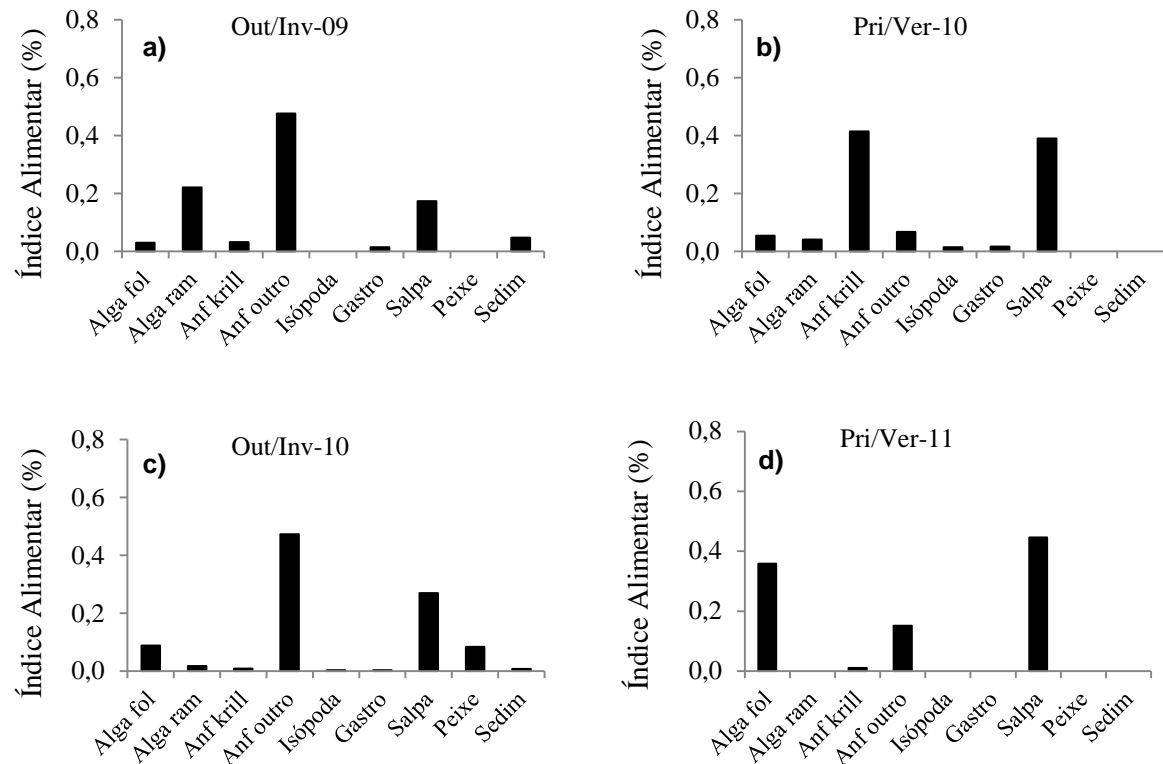 Out/Inv-09
a)
Índice Alimentar (%)
0,8
0,6
0,4
0,2
0,0
Alga fol
Alga ram
Anf krill
Anf outro
Isópoda
Gastro
Salpa
Peixe
Sedim
Pri/Ver-10
b)
Índice Alimentar (%)
0,8
0,6
0,4
0,2
0,0
Alga fol
Alga ram
Anf krill
Anf outro
Isópoda
Gastro
Salpa
Peixe
Sedim
Out/Inv-10
c)
Índice Alimentar (%)
0,8
0,6
0,4
0,2
0,0
Alga fol
Alga ram
Anf krill
Anf outro
Isópoda
Gastro
Salpa
Peixe
Sedim
Pri/Ver-11
d)
Índice Alimentar (%)
0,8
0,6
0,4
0,2
0,0
Alga fol
Alga ram
Anf krill
Anf outro
Isópoda
Gastro
Salpa
Peixe
Sedim